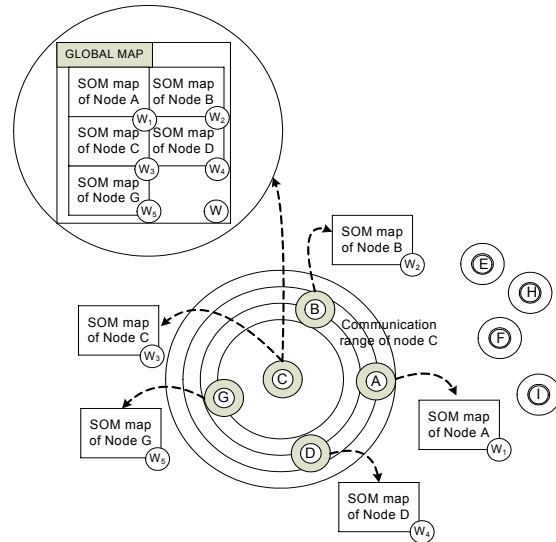 GLOBAL MAP
SOM map
of Node A
W1
SOM map
of Node B
W2
SOM map
of Node C
W3
SOM map
of Node D
W4
SOM map
of Node G
W5
W
SOM map
of Node B
W2
E
H
F
I
B
Communication
range of node C
SOM map
of Node C
W3
C
A
G
SOM map
of Node G
W5
SOM map
of Node A
W1
D
SOM map
of Node D
W4